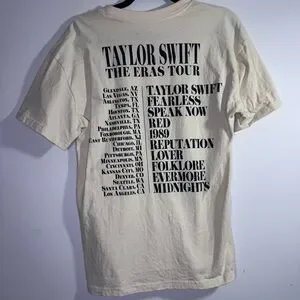 TAYLOR SWIFT
THE ERAS TOUR
GLENDALE, AZ
LAS VEGAS, NV
ARLINGTON, TX
TAMPA, FL
HOUSTON, TX
ATLANTA, GA
NASHVILLE, TN
PHILADELPHIA, PA
FOXBOROUGH, MA
EAST RUTHERFORD, NJ
CHICAGO, IL
DETROIT, MI
PITTSBURGH, PA
MINNEAPOLIS, MN
CINCINNATI, OH
KANSAS CITY, MO
DENVER, CO
SEATTLE, WA
SANTA CLARA, CA
LOS ANGELES, CA
TAYLOR SWIFT
FEARLESS
SPEAK NOW
RED
1989
REPUTATION
LOVER
FOLKLORE
EVERMORE
MIDNIGHTS